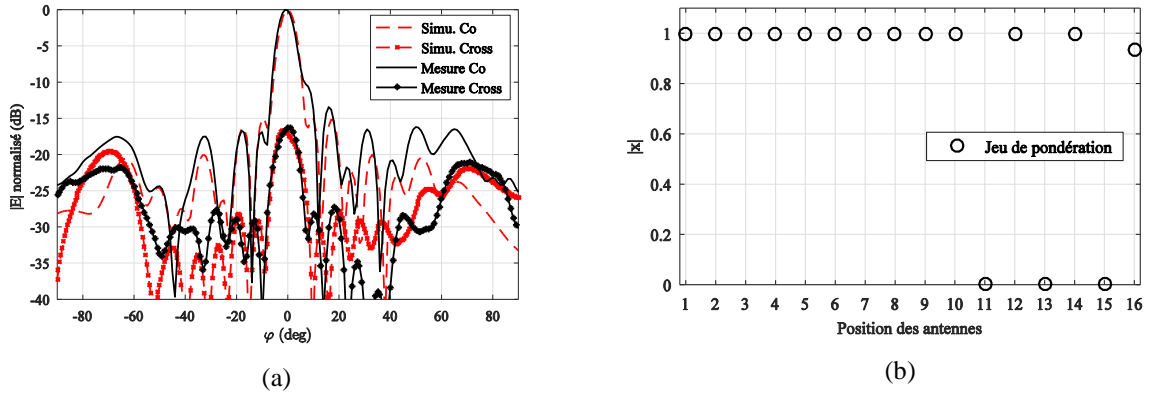 |E| normalisé (dB)
0
−5
−10
−15
−20
−25
−30
−35
−40
Simu. Co
Simu. Cross
Mesure Co
Mesure Cross
−80 −60 −40 −20 0 20 40 60 80
φ (deg)
(a)
|x|
1
0.8
0.6
0.4
0.2
0
Jeu de pondération
1 2 3 4 5 6 7 8 9 10 11 12 13 14 15 16
Position des antennes
(b)